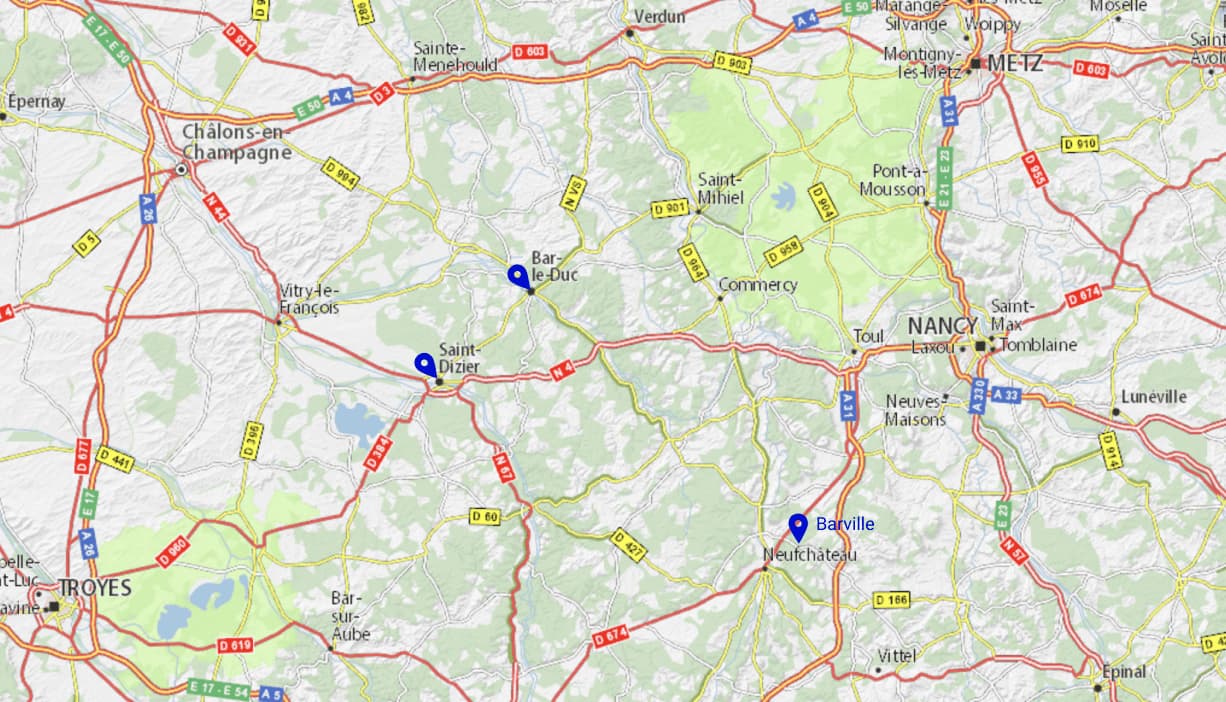 E 17 - E 50
D 931
D 603
Verdun
A 4
E 50
Marange-
Silvange
Woippy
Moselle
Sainte-
Menehould
D 903
Montigny-
lès-Metz
METZ
D 603
Saint-
Avold
Épernay
E 50
A 4
D 3
A 31
Châlons-en-
Champagne
D 994
D 910
D 955
Pont-à-
Mousson
E 21 - E 23
A 26
N 44
N VS
Saint-
Mihiel
D 901
D 904
D 5
D 958
D 964
Bar-
le-Duc
Commercy
D 674
Vitry-le-
François
4
NANCY
Saint-
Max
Tomblaine
Laxou
Toul
Saint-
Dizier
N 4
A 31
Neuves-
Maisons
A 330
A 33
Lunéville
D 396
D 384
D 677
D 441
N 67
D 914
E 17
A 26
D 60
D 427
Barville
Neufchâteau
E 23
N 57
D 960
TROYES
Bar-
sur-
Aube
D 166
D 619
D 674
Vittel
Épinal
E 17 - E 54
A 5